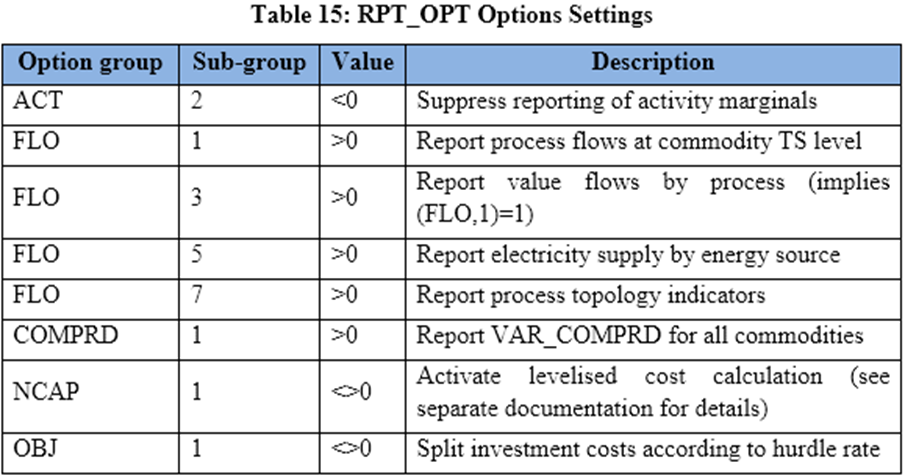 Table 15: RPT_OPT Options Settings
Option group Sub-group Value Description
ACT 2 <0 Suppress reporting of activity marginals
FLO 1 >0 Report process flows at commodity TS level
FLO 3 >0 Report value flows by process (implies
(FLO,1)=1)
FLO 5 >0 Report electricity supply by energy source
FLO 7 >0 Report process topology indicators
COMPRD 1 >0 Report VAR_COMPRD for all commodities
NCAP 1 <>0 Activate levelised cost calculation (see
separate documentation for details)
OBJ 1 <>0 Split investment costs according to hurdle rate